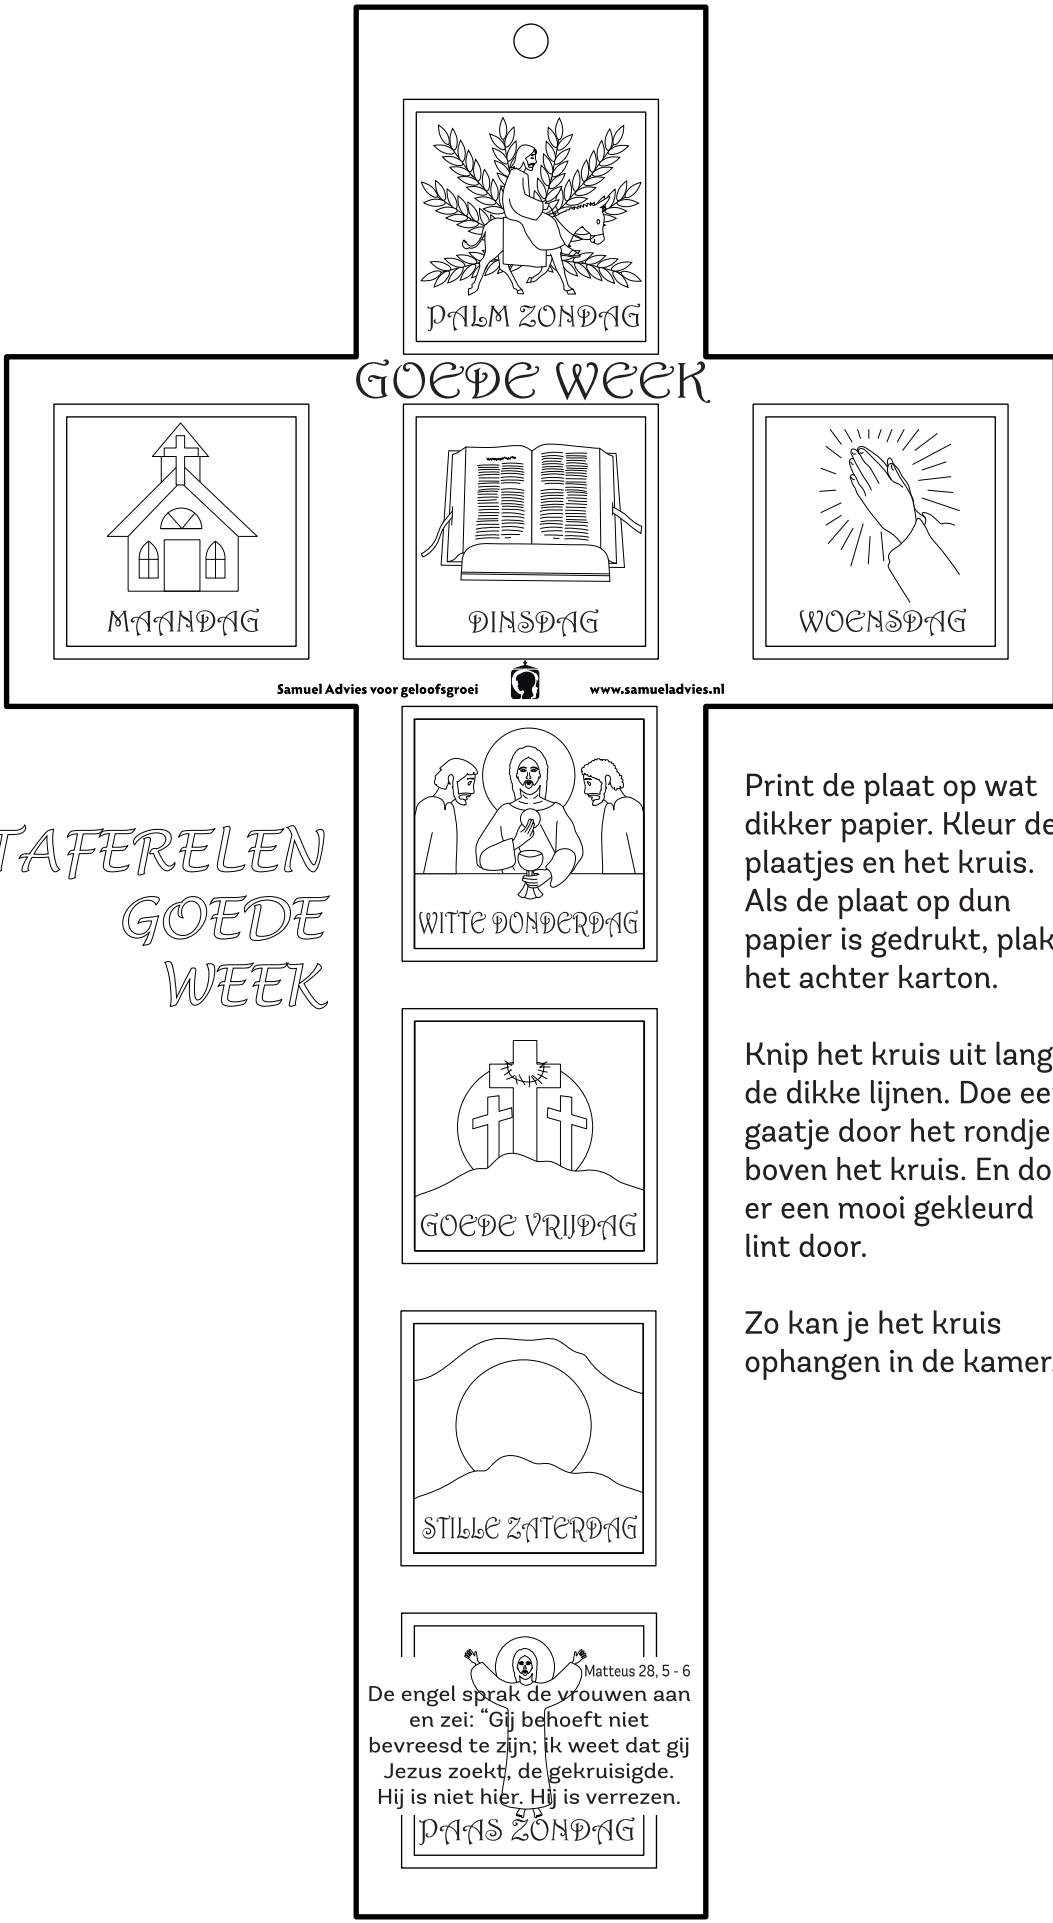 PALM ZONDAG
GOEDE WEEK
MAANDAG
DINSDAG
WOENSDAG
Samuel Advies voor geloofsgroei
www.samueladvies.nl
WITTE DONDERDAG
TAFERELEN
GOEDE
WEEK
Print de plaat op wat
dikker papier. Kleur de
plaatjes en het kruis.
Als de plaat op dun
papier is gedrukt, plak
het achter karton.
Knip het kruis uit lang
de dikke lijnen. Doe ee
gaatje door het rondje
boven het kruis. En do
er een mooi gekleurd
lint door.
Zo kan je het kruis
ophangen in de kamer.
GOEDE VRIJDAG
STILLE ZATERDAG
Matteus 28, 5 - 6
De engel sprak de vrouwen aan
en zei: “Gij behoeft niet
bevreesd te zijn; ik weet dat gij
Jezus zoekt, de gekruisigde.
Hij is niet hier. Hij is verrezen.
PAAS ZONDAG